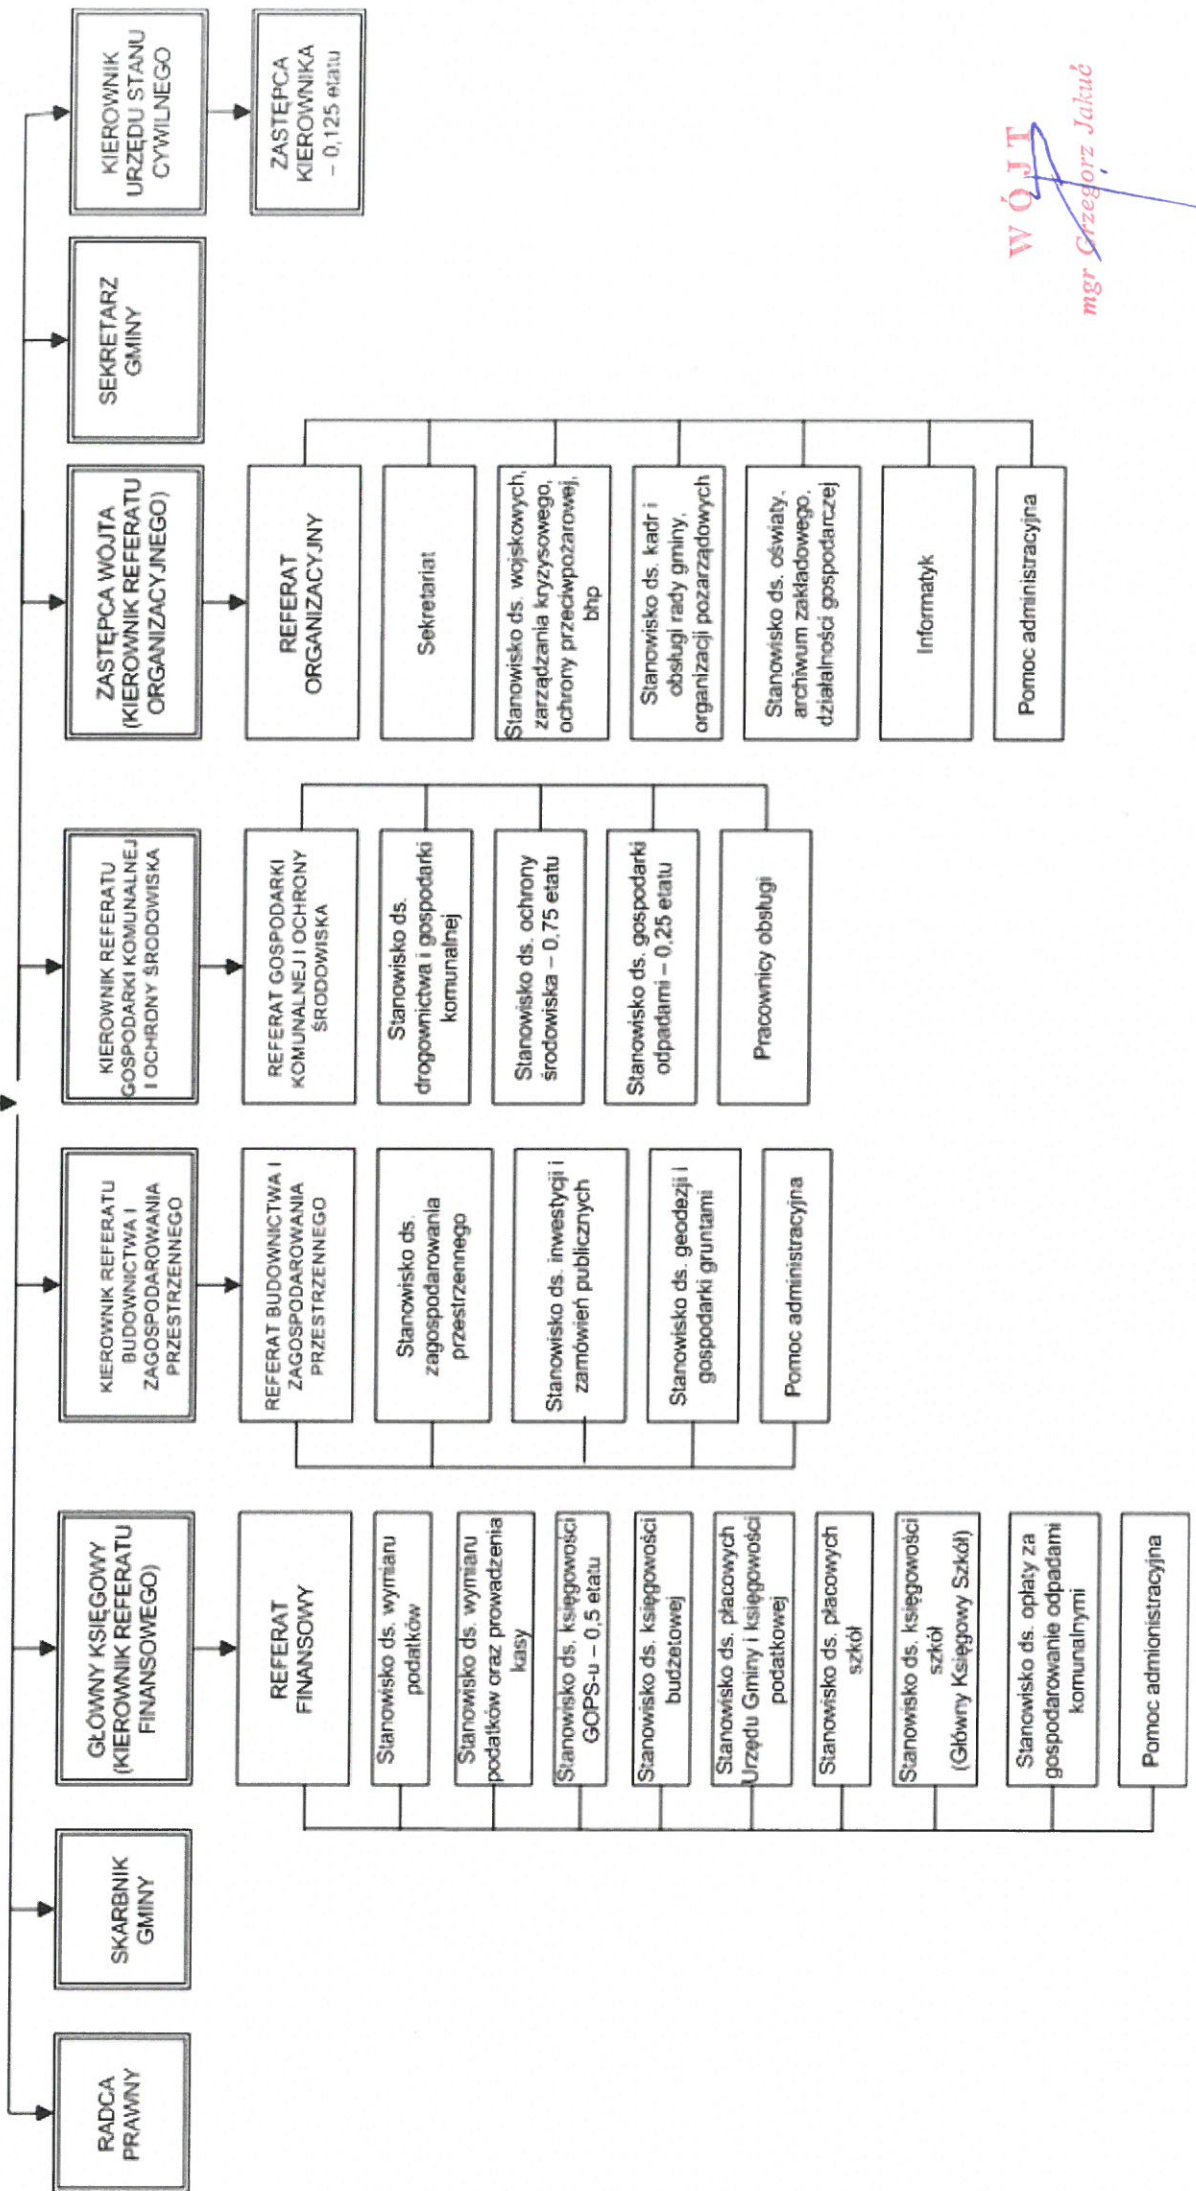 RADCA
PRAWNY
SKARBNIK
GMINY
GŁÓWNY KSIĘGOWY
(KIEROWNIK REFERATU
FINANSOWEGO)
REFERAT
FINANSOWY
Stanowisko ds. wymiaru
podatków
Stanowisko ds. wymiaru
podatków oraz prowadzenia
kasy
Stanowisko ds. księgowości
GOPS-u – 0,5 etatu
Stanowisko ds. księgowości
budżetowej
Stanowisko ds. płacowych
Urzędu Gminy i księgowości
podatkowej
Stanowisko ds. płacowych
szkół
Stanowisko ds. księgowości
szkół
(Główny Księgowy Szkół)
Stanowisko ds. opłaty za
gospodarowanie odpadami
komunalnymi
Pomoc admionistracyjna
KIEROWNIK REFERATU
BUDOWNICTWA I
ZAGOSPODAROWANIA
PRZESTRZENNEGO
REFERAT BUDOWNICTWA I
ZAGOSPODAROWANIA
PRZESTRZENNEGO
Stanowisko ds.
zagospodarowania
przestrzennego
Stanowisko ds. inwestycji i
zamówień publicznych
Stanowisko ds. geodezji i
gospodarki gruntami
Pomoc administracyjna
KIEROWNIK REFERATU
GOSPODARKI KOMUNALNEJ
I OCHRONY ŚRODOWISKA
REFERAT GOSPODARKI
KOMUNALNEJ I OCHRONY
ŚRODOWISKA
Stanowisko ds.
drogownictwa i gospodarki
komunalnej
Stanowisko ds. ochrony
środowiska – 0,75 etatu
Stanowisko ds. gospodarki
odpadami – 0,25 etatu
Pracownicy obsługi
ZASTĘPCA WÓJTA
(KIEROWNIK REFERATU
ORGANIZACYJNEGO)
REFERAT
ORGANIZACYJNY
Sekretariat
Stanowisko ds. wojskowych,
zarządzania kryzysowego,
ochrony przeciwpożarowej,
bhp
Stanowisko ds. kadr i
obsługi rady gminy,
organizacji pozarządowych
Stanowisko ds. oświaty,
archiwum zakładowego,
działalności gospodarczej
Informatyk
Pomoc administracyjna
SEKRETARZ
GMINY
KIEROWNIK
URZĘDU STANU
CYWILNEGO
ZASTĘPCA
KIEROWNIKA
– 0,125 etatu
WÓJT
mgr Grzegorz Jakuć